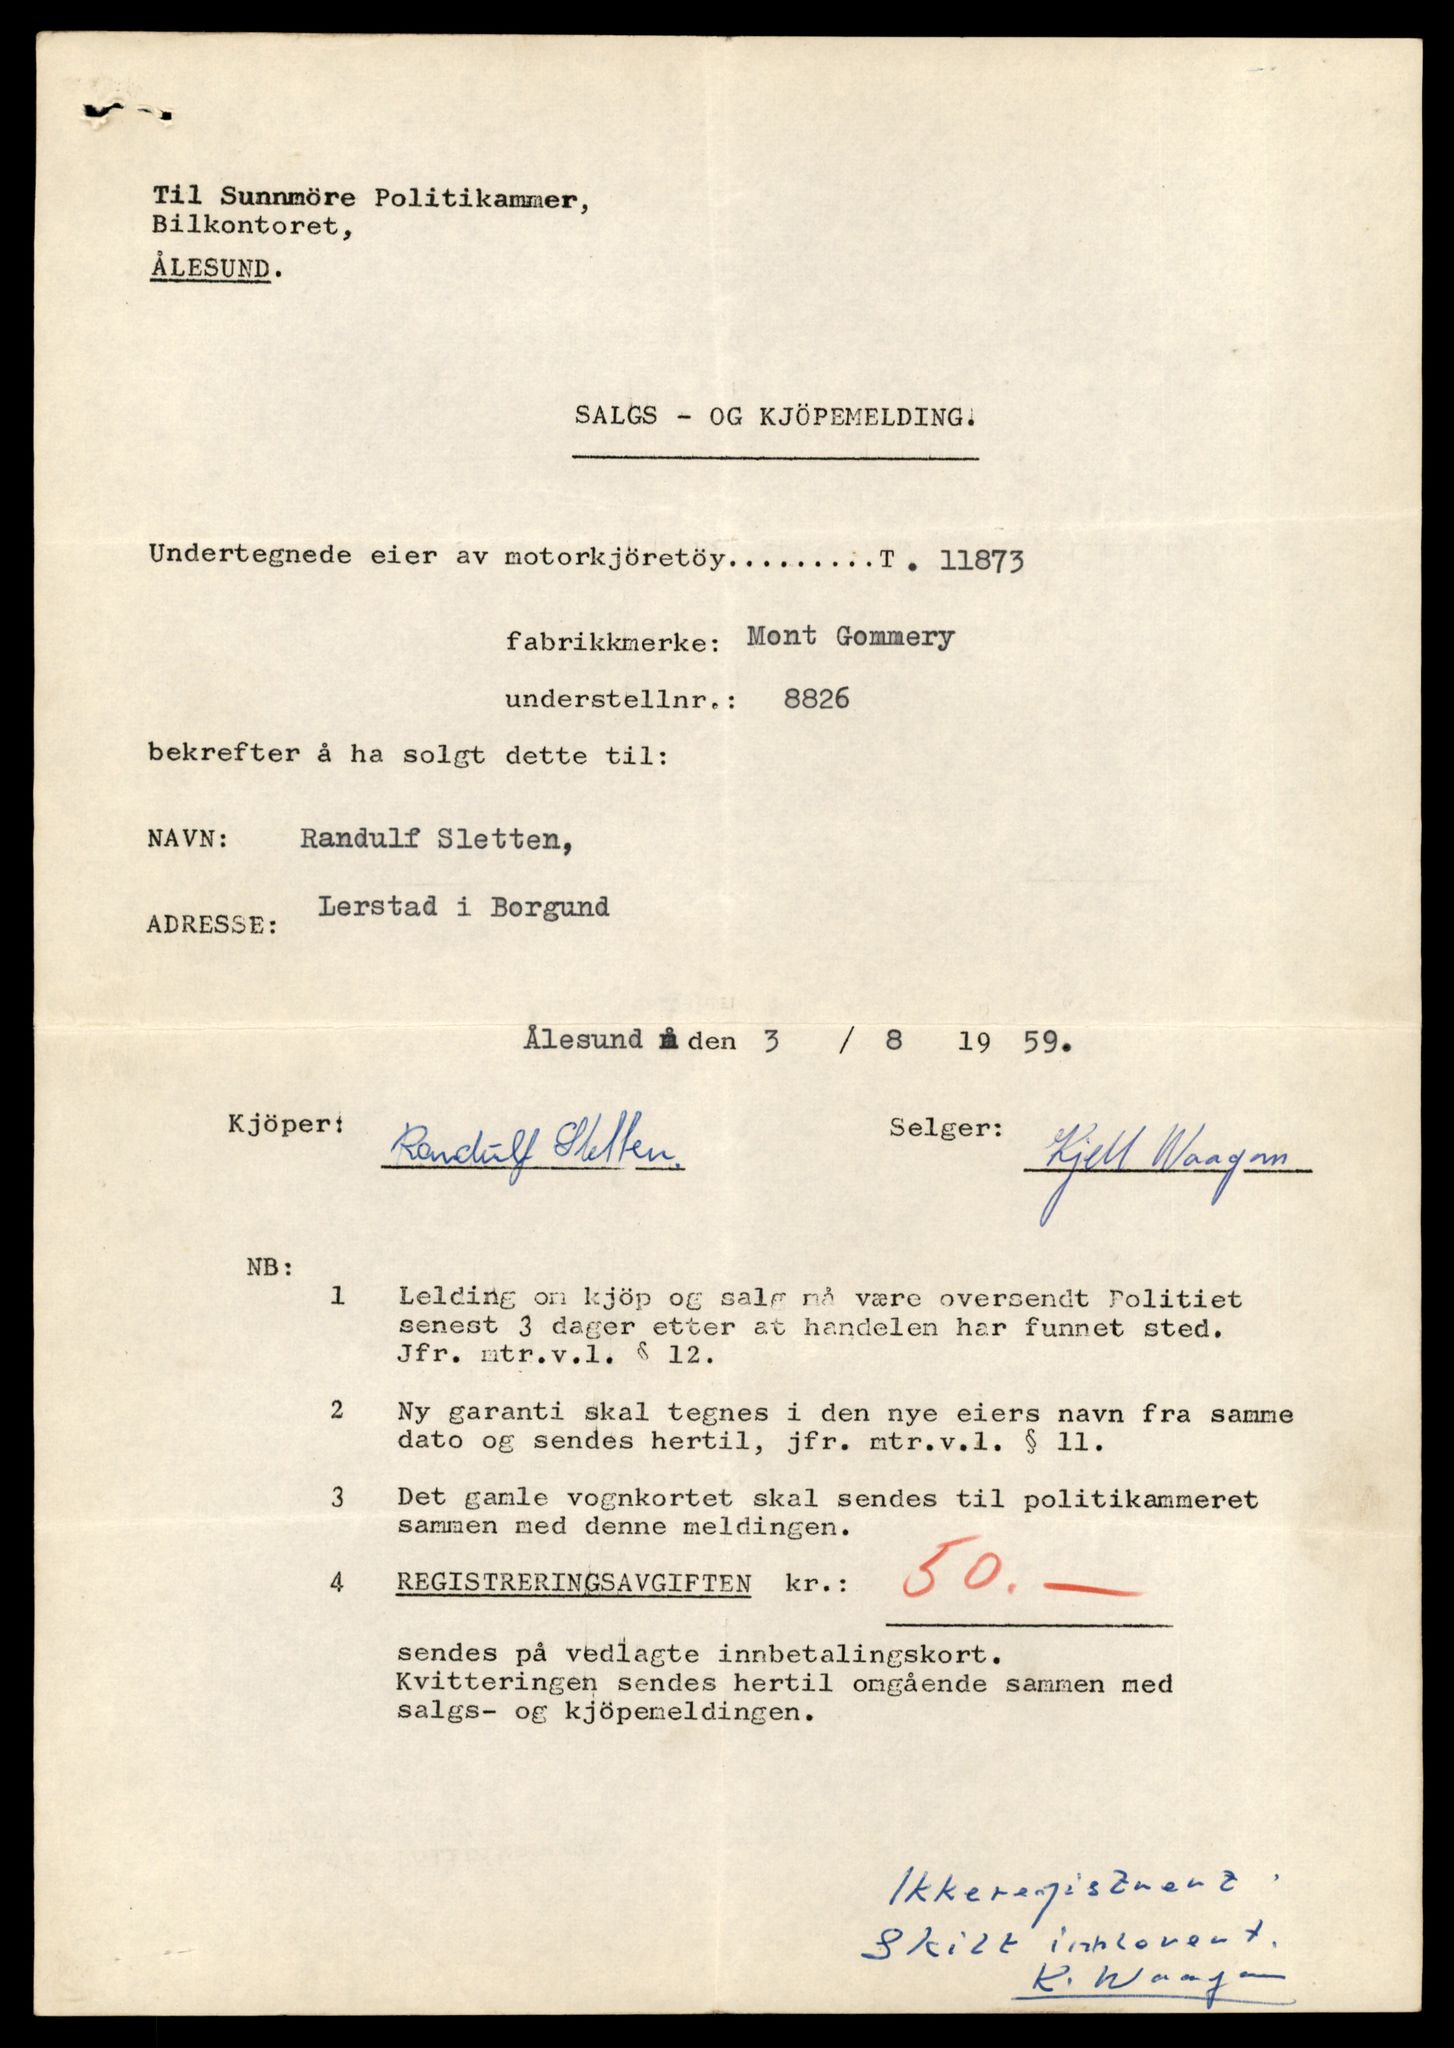 Til Sunnmöre Politikammer,
Bilkontoret,
ÅLESUND.
SALGS - OG KJÖPEMELDING.
Undertegnede eier av motorkjöretöy..........T. 11873
fabrikkmerke: Mont Gommery
understellnr.: 8826
bekrefter å ha solgt dette til:
NAVN: Randulf Sletten,
ADRESSE: Lerstad i Borgund
Ålesund den 3 / 8 19 59.
Kjöper: Randulf Sletten. Selger: Kjell Waagan
NB:
1 Lelding om kjöp og salg må være oversendt Politiet
senest 3 dager etter at handelen har funnet sted.
Jfr. mtr.v.l. § 12.
2 Ny garanti skal tegnes i den nye eiers navn fra samme
dato og sendes hertil, jfr. mtr.v.l. § 11.
3 Det gamle vognkortet skal sendes til politikammeret
sammen med denne meldingen.
4 REGISTRERINGSAVGIFTEN kr.: 50.—
sendes på vedlagte innbetalingskort.
Kvitteringen sendes hertil omgående sammen med
salgs- og kjöpemeldingen.
Ikkeregistrert.
Skilt innlevert.
K. Waagan